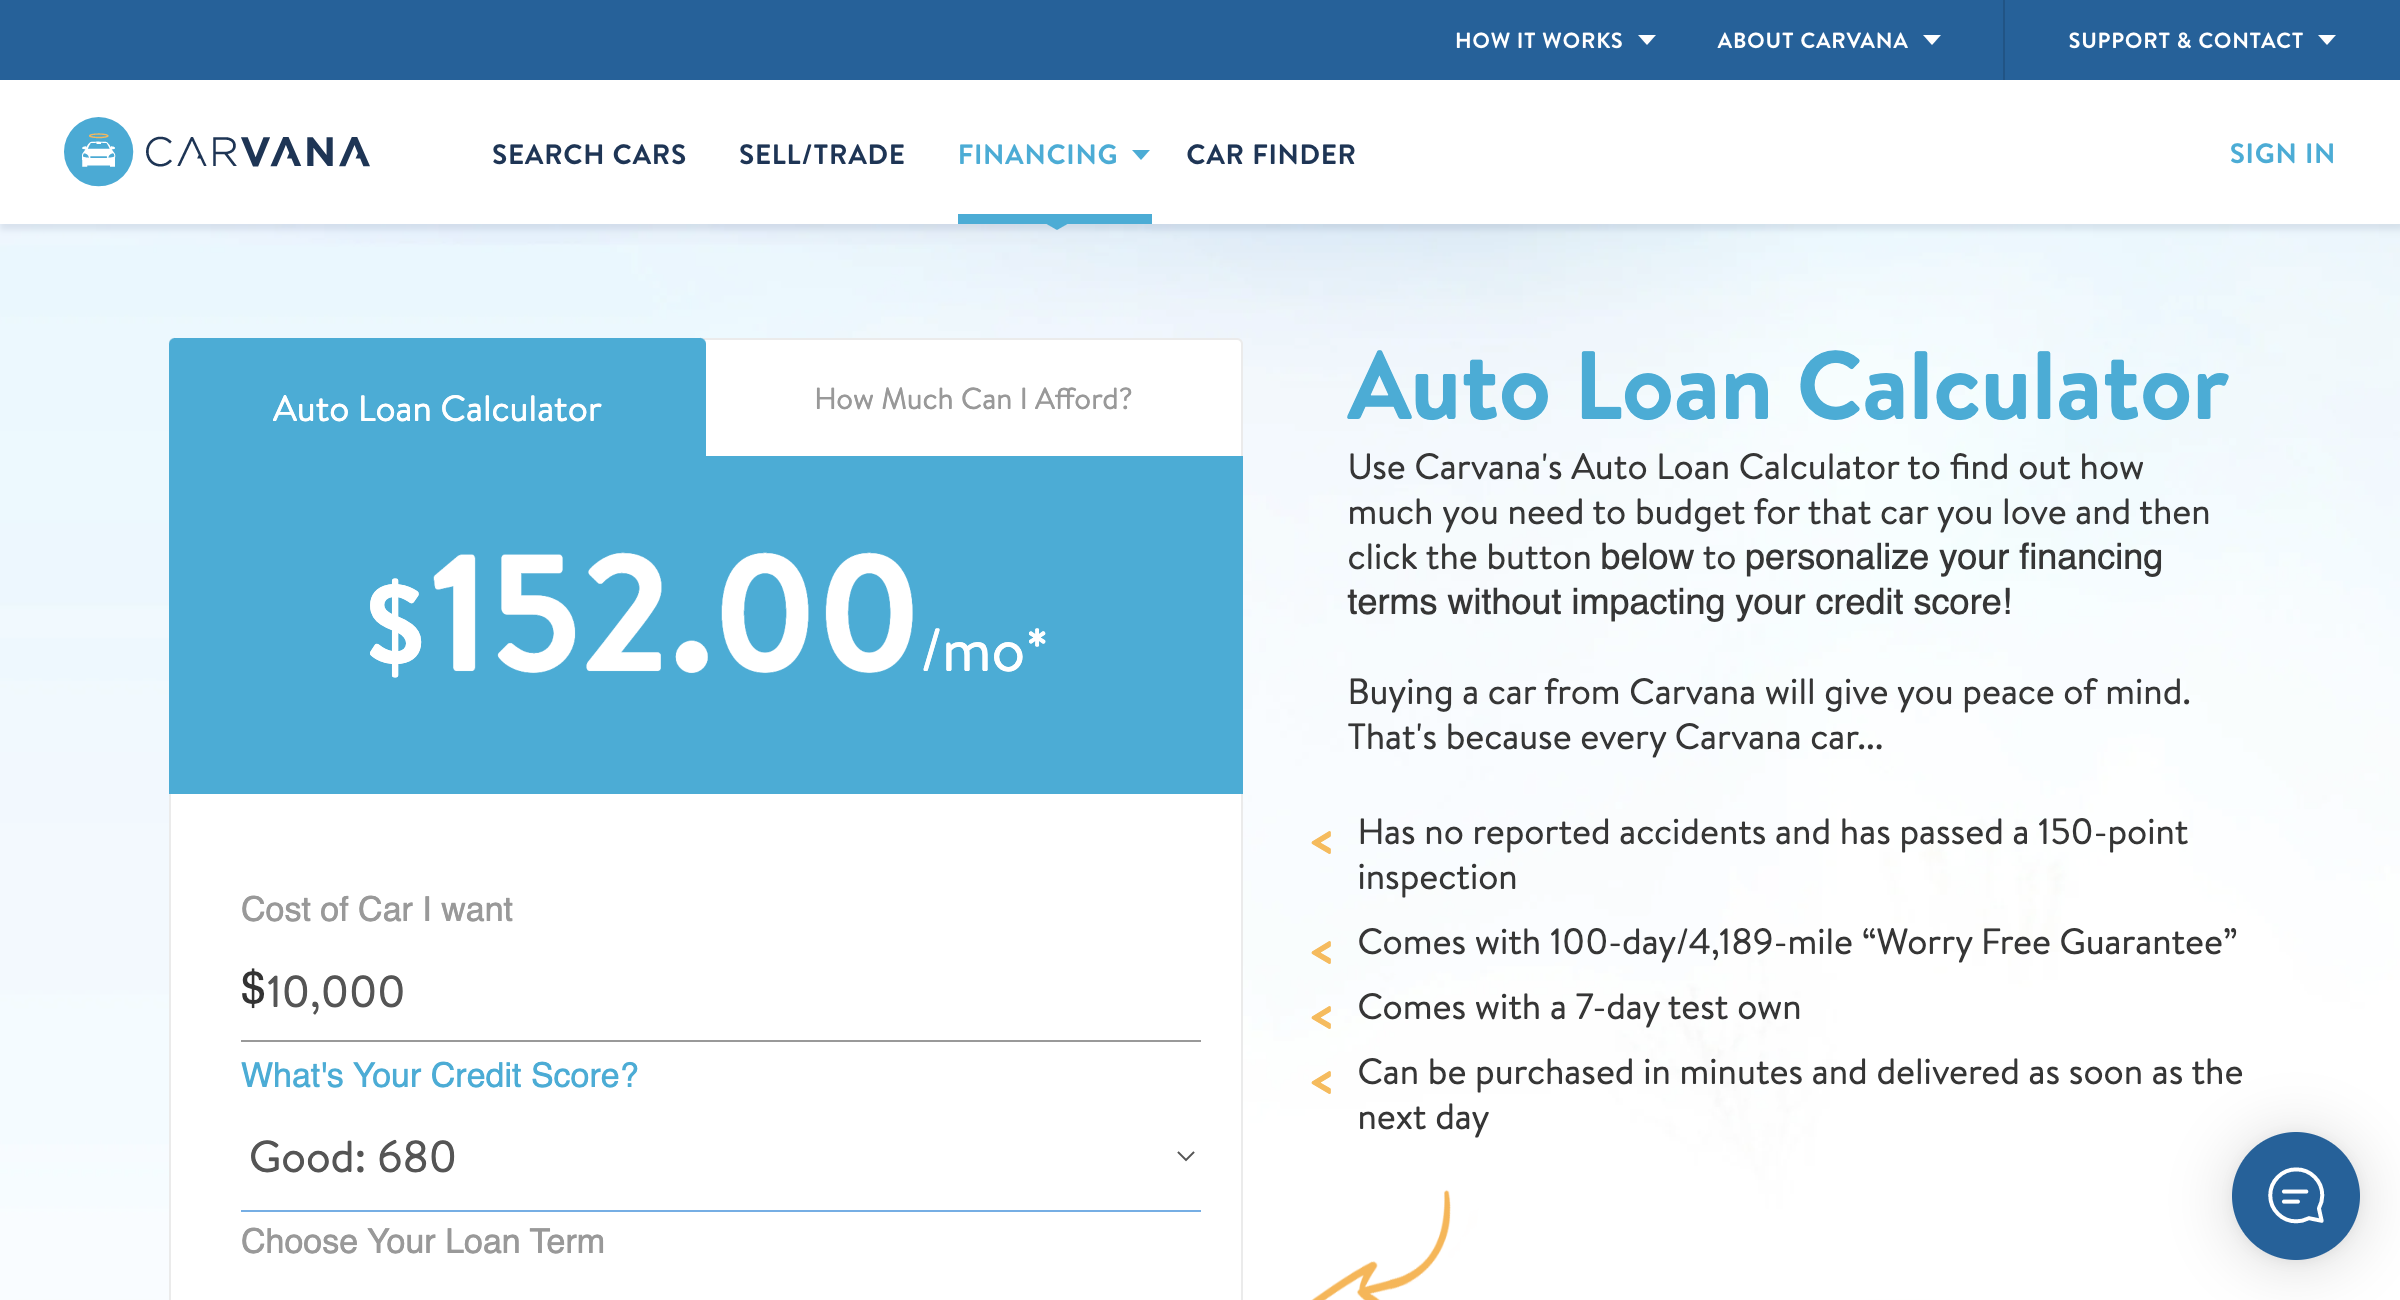 HOW IT WORKS
ABOUT CARVANA
SUPPORT & CONTACT
CARVANA
SEARCH CARS
SELL/TRADE
FINANCING
CAR FINDER
SIGN IN
Auto Loan Calculator
How Much Can I Afford?
$152.00/mo*
Cost of Car I want
$10,000
What's Your Credit Score?
Good: 680
Choose Your Loan Term
Auto Loan Calculator
Use Carvana's Auto Loan Calculator to find out how
much you need to budget for that car you love and then
click the button below to personalize your financing
terms without impacting your credit score!
Buying a car from Carvana will give you peace of mind.
That's because every Carvana car...
Has no reported accidents and has passed a 150-point
inspection
Comes with 100-day/4,189-mile “Worry Free Guarantee”
Comes with a 7-day test own
Can be purchased in minutes and delivered as soon as the
next day